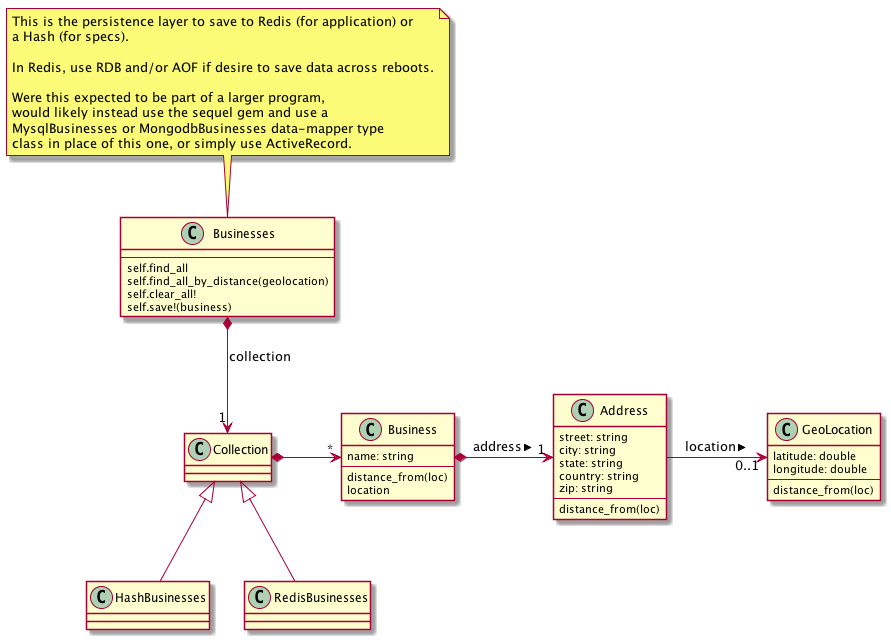 This is the persistence layer to save to Redis (for application) or
a Hash (for specs).
In Redis, use RDB and/or AOF if desire to save data across reboots.
Were this expected to be part of a larger program,
would likely instead use the sequel gem and use a
MysqlBusinesses or MongodbBusinesses data-mapper type
class in place of this one, or simply use ActiveRecord.
C Businesses
self.find_all
self.find_all_by_distance(geolocation)
self.clear_all!
self.save!(business)
collection
1
C Collection
*
C Business
name: string
distance_from(loc)
location
address
1
C Address
street: string
city: string
state: string
country: string
zip: string
distance_from(loc)
location
0..1
C GeoLocation
latitude: double
longitude: double
distance_from(loc)
C HashBusinesses
C RedisBusinesses